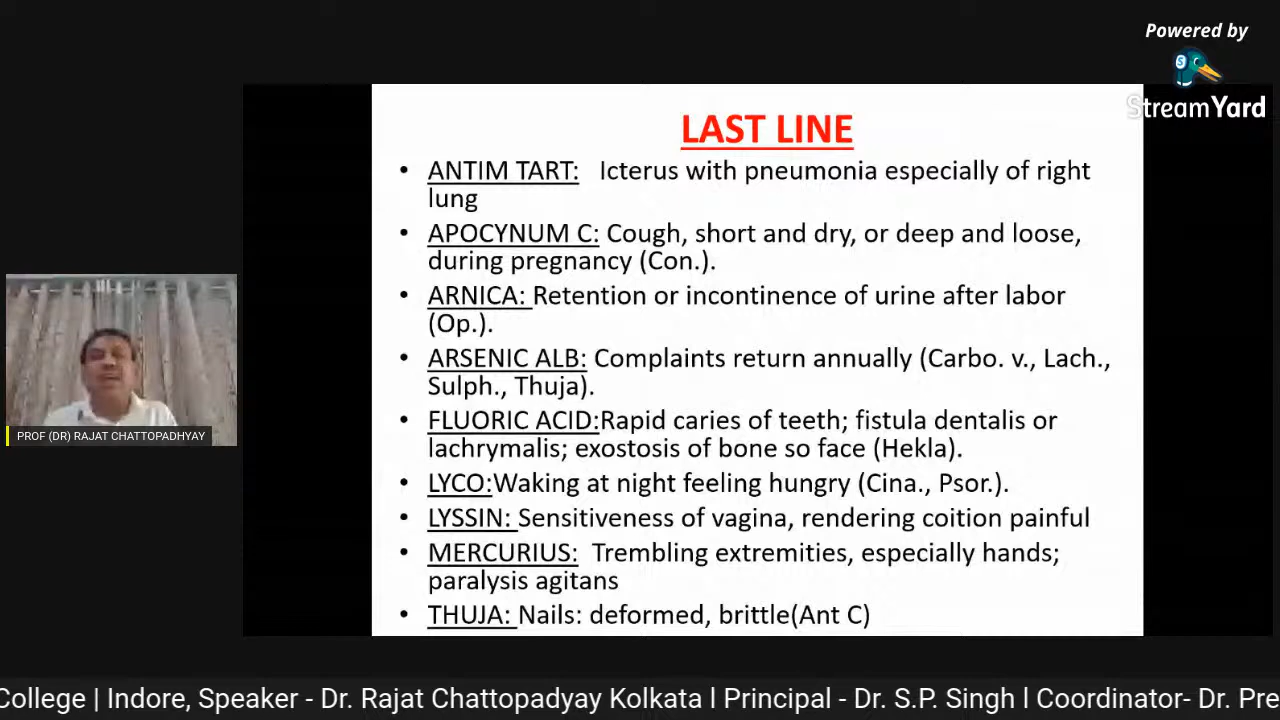 Powered by
StreamYard
LAST LINE
• ANTIM TART: Icterus with pneumonia especially of right
lung
• APOCYNUM C: Cough, short and dry, or deep and loose,
during pregnancy (Con.).
• ARNICA: Retention or incontinence of urine after labor
(Op.).
• ARSENIC ALB: Complaints return annually (Carbo. v., Lach.,
Sulph., Thuja).
• FLUORIC ACID:Rapid caries of teeth; fistula dentalis or
lachrymalis; exostosis of bone so face (Hekla).
• LYCO:Waking at night feeling hungry (Cina., Psor.).
• LYSSIN: Sensitiveness of vagina, rendering coition painful
• MERCURIUS: Trembling extremities, especially hands;
paralysis agitans
• THUJA: Nails: deformed, brittle(Ant C)
PROF (DR) RAJAT CHATTOPADHYAY
College | Indore, Speaker - Dr. Rajat Chattopadyay Kolkata l Principal - Dr. S.P. Singh l Coordinator- Dr. Pre